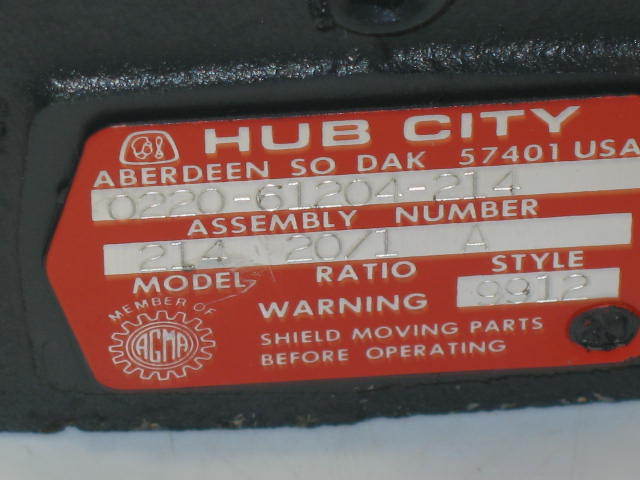 HUB CITY
ABERDEEN SO DAK 57401 USA
0220-61204-214
ASSEMBLY NUMBER
214 20/1 A
MODEL RATIO STYLE
9912
WARNING
SHIELD MOVING PARTS
BEFORE OPERATING
MEMBER OF
AGMA